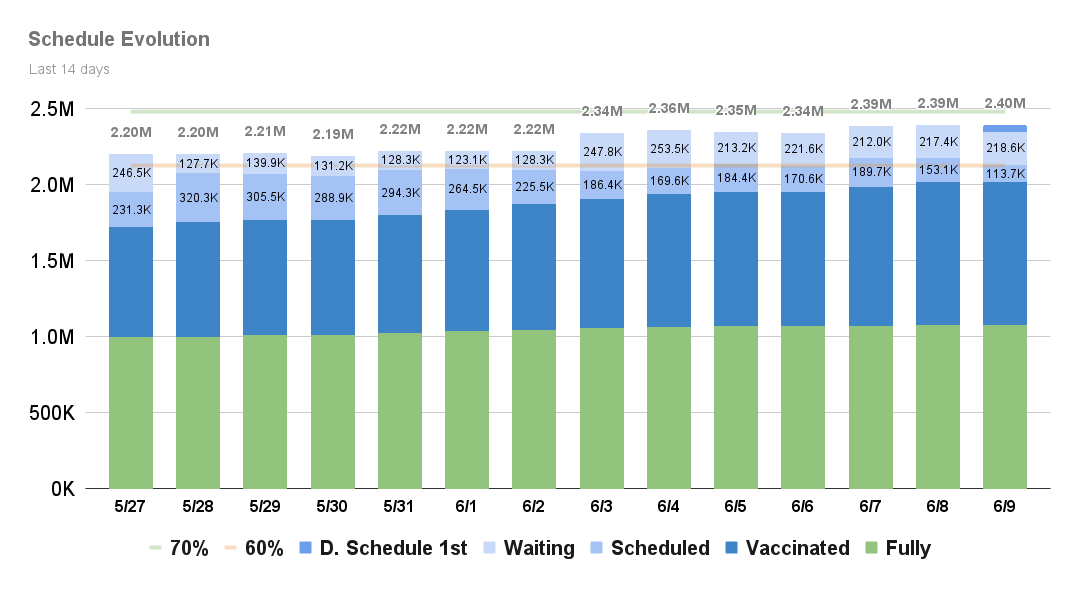 Schedule Evolution
Last 14 days
2.5M
2.0M
1.5M
1.0M
500K
0K
2.20M 2.20M 2.21M 2.19M 2.22M 2.22M 2.22M 2.34M 2.36M 2.35M 2.34M 2.39M 2.39M 2.40M
246.5K 127.7K 139.9K 131.2K 128.3K 123.1K 128.3K 247.8K 253.5K 213.2K 221.6K 212.0K 217.4K 218.6K
231.3K 320.3K 305.5K 288.9K 294.3K 264.5K 225.5K 186.4K 169.6K 184.4K 170.6K 189.7K 153.1K 113.7K
5/27 5/28 5/29 5/30 5/31 6/1 6/2 6/3 6/4 6/5 6/6 6/7 6/8 6/9
70% 60% D. Schedule 1st Waiting Scheduled Vaccinated Fully